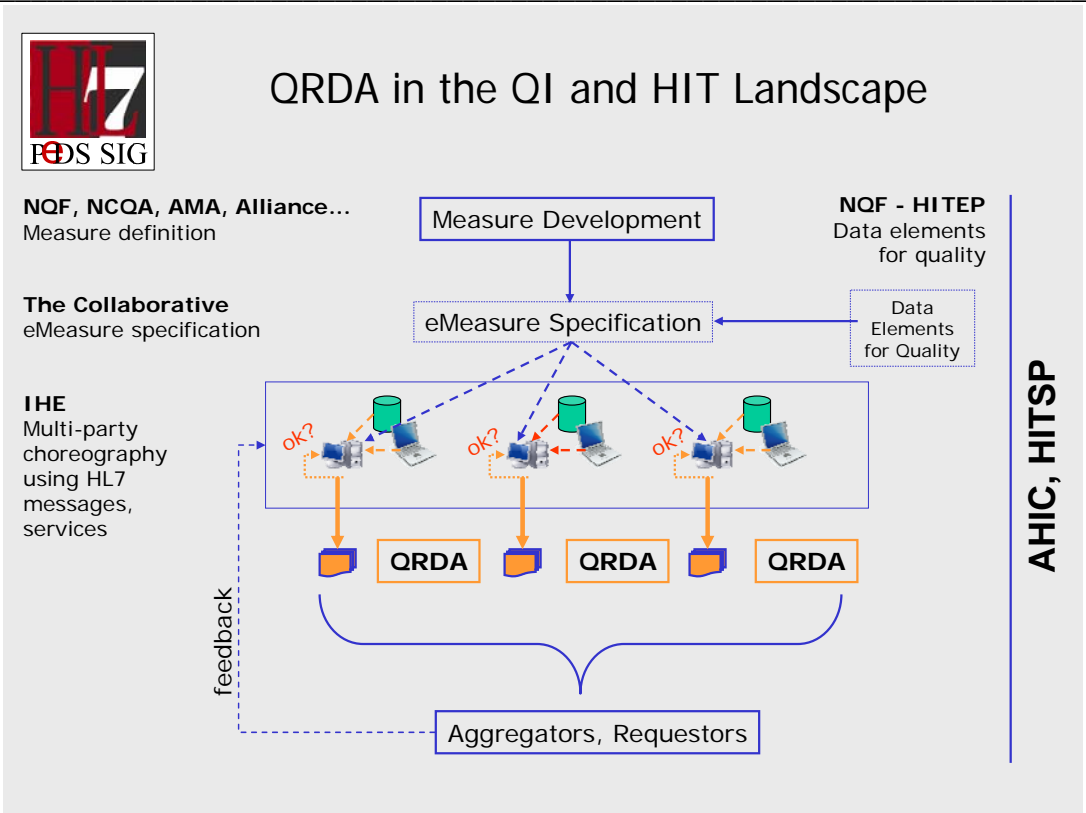 HL7
PeDS SIG
QRDA in the QI and HIT Landscape
NQF, NCQA, AMA, Alliance...
Measure definition
Measure Development
NQF - HITEP
Data elements
for quality
The Collaborative
eMeasure specification
eMeasure Specification
Data
Elements
for Quality
IHE
Multi-party
choreography
using HL7
messages,
services
ok?
ok?
ok?
QRDA
QRDA
QRDA
feedback
Aggregators, Requestors
AHIC, HITSP